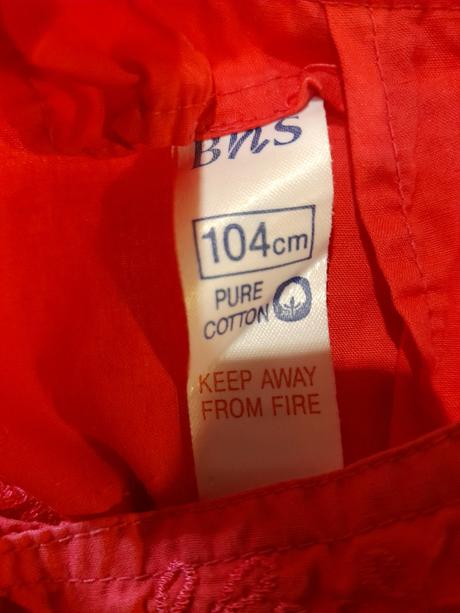 BHS
104cm
PURE
COTTON
KEEP AWAY
FROM FIRE